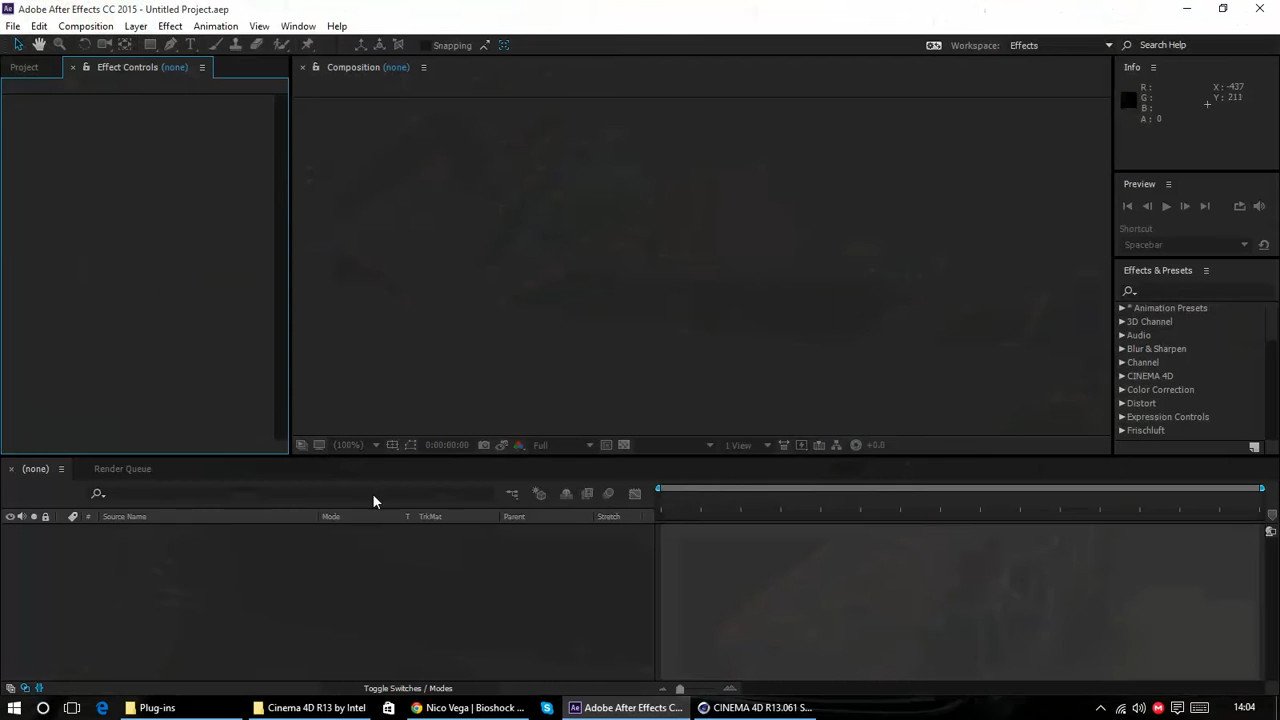 Adobe After Effects CC 2015 - Untitled Project.aep
File Edit Composition Layer Effect Animation View Window Help
Snapping
Workspace: Effects
Search Help
Project
Effect Controls (none)
Composition (none)
Info
R :
G :
B :
A : 0
X : -437
Y : 211
Preview
Shortcut
Spacebar
Effects & Presets
* Animation Presets
3D Channel
Audio
Blur & Sharpen
Channel
CINEMA 4D
Color Correction
Distort
Expression Controls
Frischluft
(100%) 0:00:00:00 Full 1 View +0.0
(none) Render Queue
# Source Name Mode T TrkMat Parent Stretch
Toggle Switches / Modes
Plug-ins
Cinema 4D R13 by Intel
Nico Vega | Bioshock ...
Adobe After Effects C...
CINEMA 4D R13.061 S...
14:04